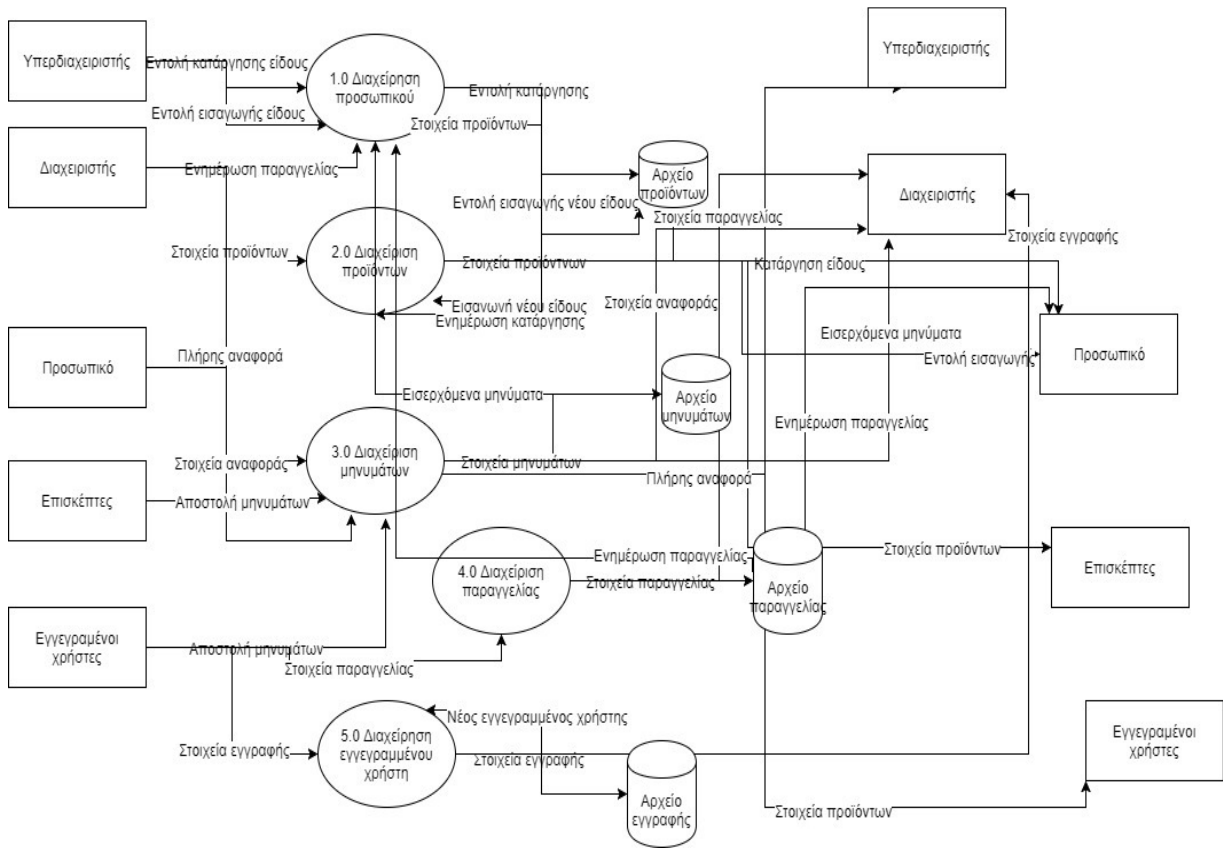 Υπερδιαχειριστής
Υπερδιαχειριστής
Εντολή κατάργησης είδους
1.0 Διαχείρηση
προσωπικού
Εντολή κατάργησης
Εντολή εισαγωγής είδους
Στοιχεία προϊόντων
Διαχειριστής
Ενημέρωση παραγγελίας
Αρχείο
προϊόντων
Διαχειριστής
Εντολή εισαγωγής νέου είδους
Στοιχεία παραγγελίας
Στοιχεία εγγραφής
Στοιχεία προϊόντων
2.0 Διαχείριση
προϊόντων
Στοιχεία προϊόντνων
Κατάργηση είδους
Στοιχεία αναφοράς
Εισανωνή νέου είδους
Ενημέρωση κατάργησης
Εισερχόμενα μηνύματα
Προσωπικό
Πλήρης αναφορά
Εντολή εισαγωγής
Προσωπικό
Εισερχόμενα μηνύματα
Αρχείο
μηνυμάτων
Ενημέρωση παραγγελίας
3.0 Διαχείριση
μηνυμάτων
Στοιχεία αναφοράς
Στοιχεία μηνυμάτων
Πλήρης αναφορά
Επισκέπτες
Αποστολή μηνυμάτων
Ενημέρωση παραγγελίας
Στοιχεία προϊόντων
Επισκέπτες
4.0 Διαχείριση
παραγγελίας
Στοιχεία παραγγελίας
Αρχείο
παραγγελίας
Εγγεγραμένοι
χρήστες
Αποστολή μηνυμάτων
Στοιχεία παραγγελίας
Νέος εγγεγραμμένος χρήστης
Εγγεγραμένοι
χρήστες
Στοιχεία εγγραφής
5.0 Διαχείρηση
εγγεγραμμένου
χρήστη
Στοιχεία εγγραφής
Αρχείο
εγγραφής
Στοιχεία προϊόντων